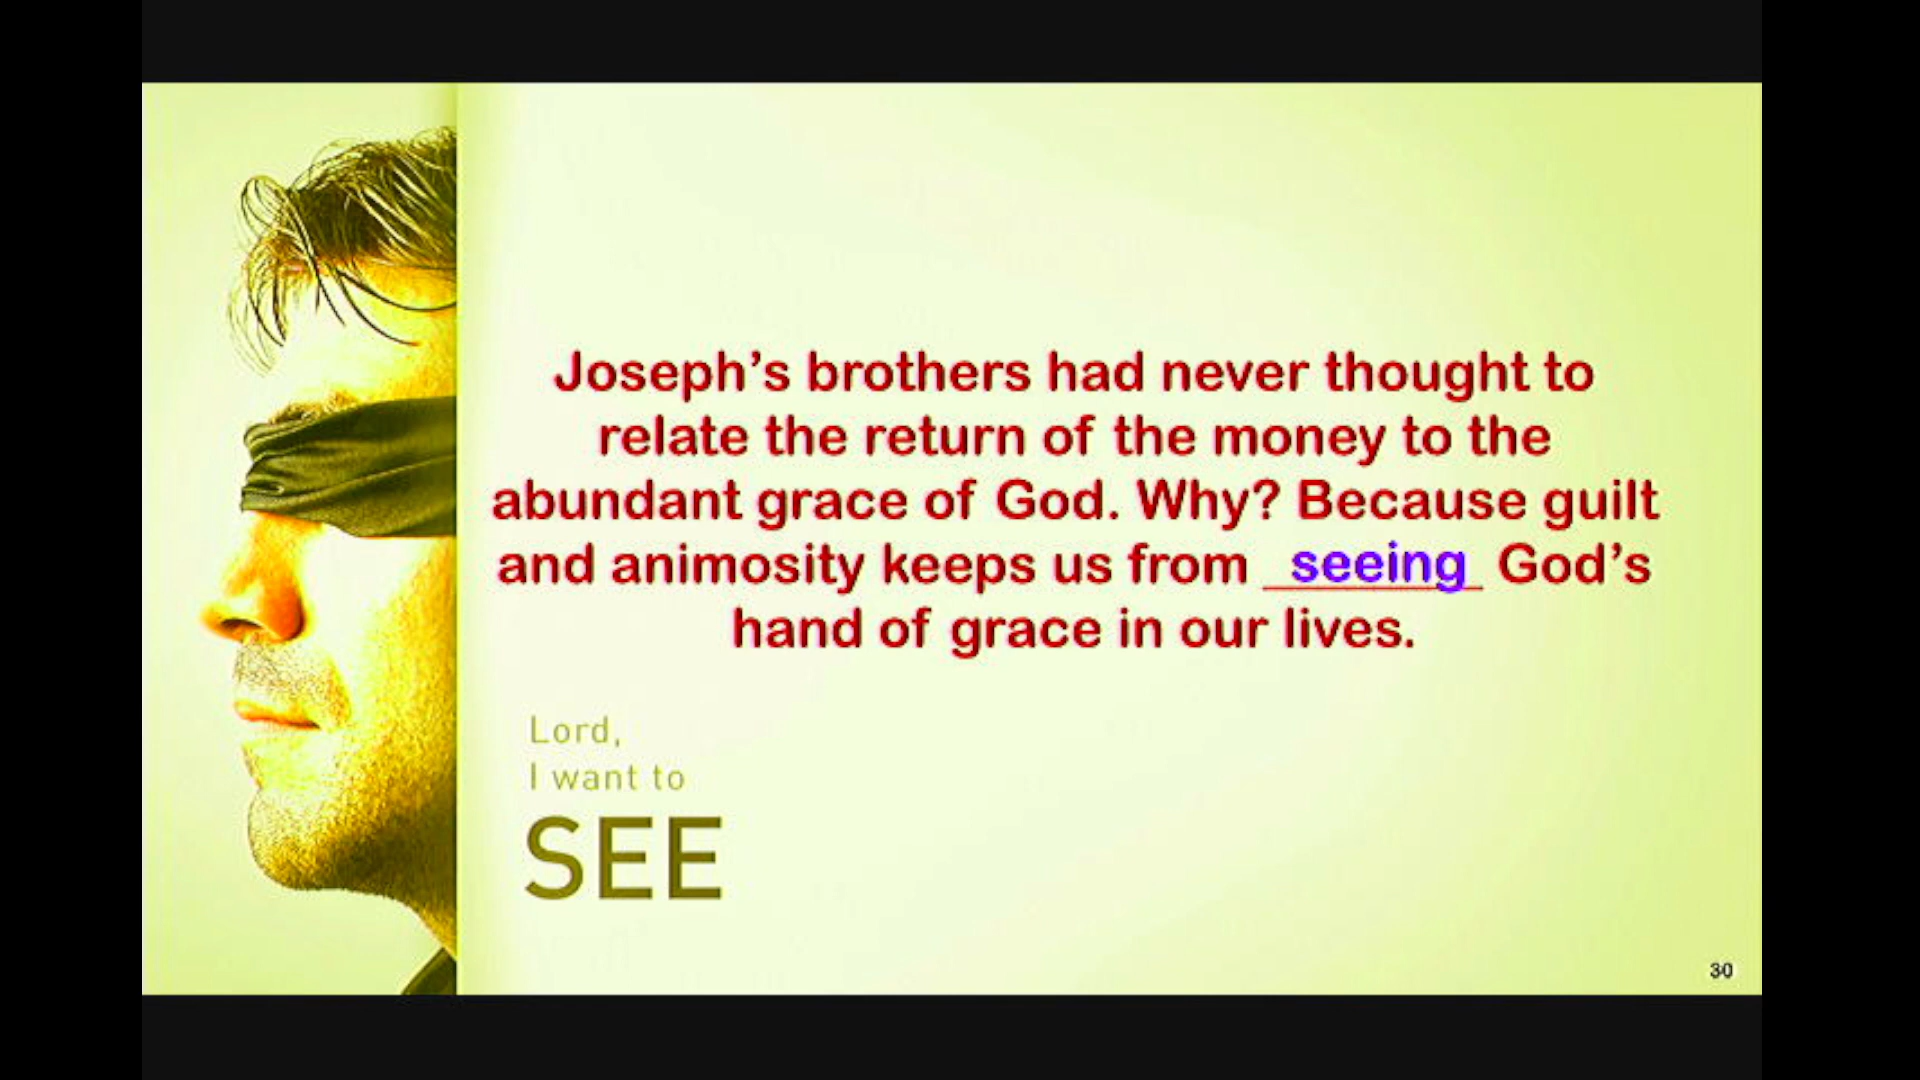 Joseph’s brothers had never thought to
relate the return of the money to the
abundant grace of God. Why? Because guilt
and animosity keeps us from seeing God’s
hand of grace in our lives.
Lord,
I want to
SEE
30